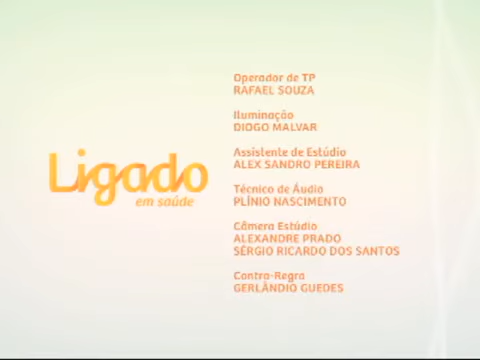 Ligado
em saúde
Operador de TP
RAFAEL SOUZA
Iluminação
DIOGO MALVAR
Assistente de Estúdio
ALEX SANDRO PEREIRA
Técnico de Áudio
PLÍNIO NASCIMENTO
Câmera Estúdio
ALEXANDRE PRADO
SÉRGIO RICARDO DOS SANTOS
Contra-Regra
GERLÂNDIO GUEDES